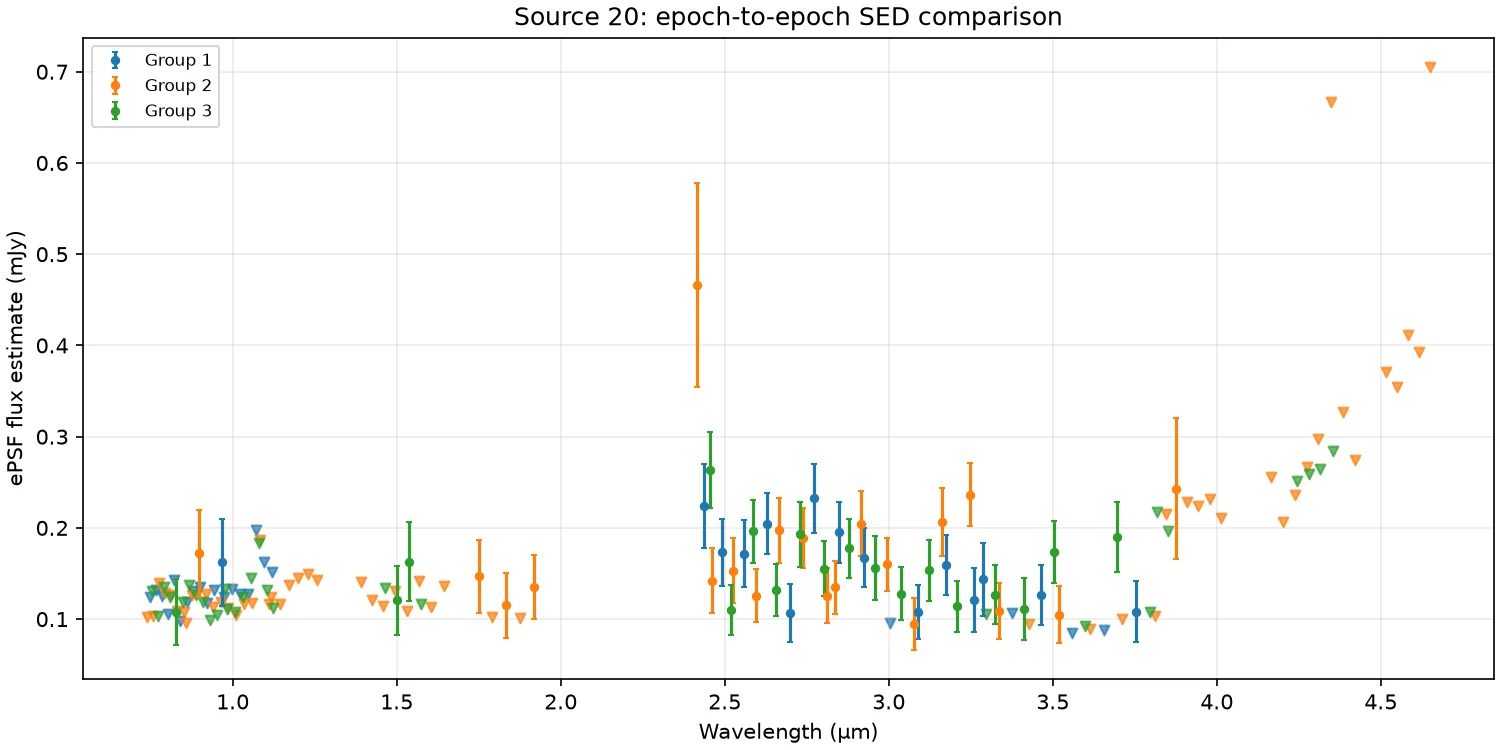 Source 20: epoch-to-epoch SED comparison
Group 1
Group 2
Group 3
ePSF flux estimate (mJy)
0.7
0.6
0.5
0.4
0.3
0.2
0.1
1.0 1.5 2.0 2.5 3.0 3.5 4.0 4.5
Wavelength (μm)